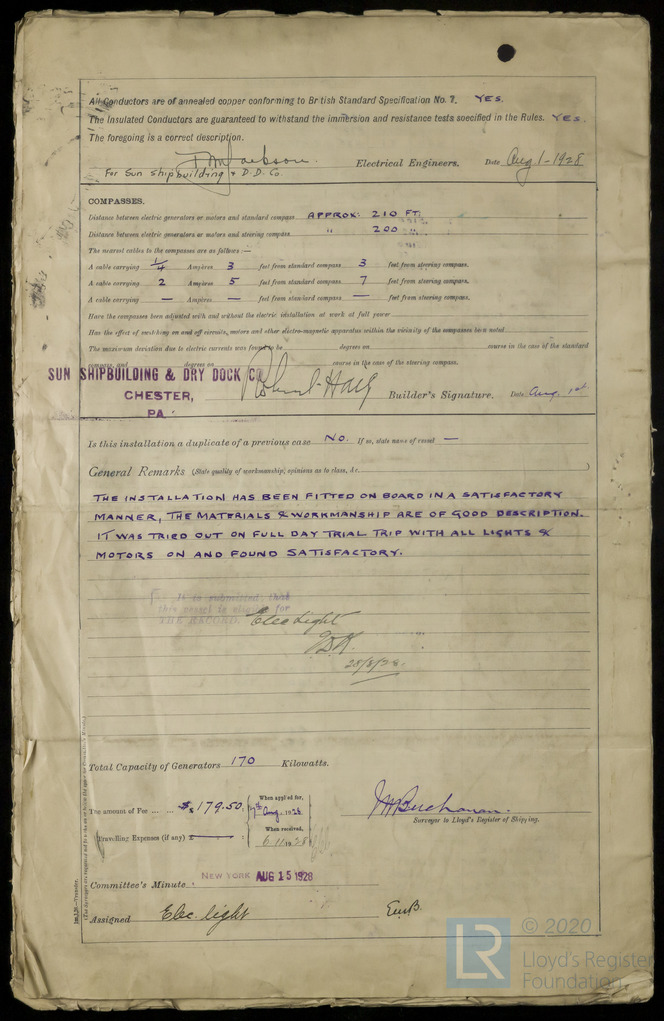 All Conductors are of annealed copper conforming to British Standard Specification No. 7. YES.
The Insulated Conductors are guaranteed to withstand the immersion and resistance tests specified in the Rules. YES.
The foregoing is a correct description.
For Sun Shipbuilding & D.D. Co. Electrical Engineers. Date Aug 1-1928
COMPASSES.
Distance between electric generators or motors and standard compass APPROX: 210 FT.
Distance between electric generators or motors and steering compass " 200 "
The nearest cables to the compasses are as follows:—
A cable carrying 1/4 Ampères 3 feet from standard compass 3 feet from steering compass.
A cable carrying 2 Ampères 5 feet from standard compass 7 feet from steering compass.
A cable carrying — Ampères — feet from standard compass — feet from steering compass.
Have the compasses been adjusted with and without the electric installation at work at full power
Has the effect of switching on and off circuits, motors and other electro-magnetic apparatus within the vicinity of the compasses been noted
The maximum deviation due to electric currents was found to be degrees on course in the case of the standard
compass, and degrees on course in the case of the steering compass.
SUN SHIPBUILDING & DRY DOCK CO.
CHESTER,
PA.
Robert Haig Builder's Signature. Date Aug. 1st
Is this installation a duplicate of a previous case No. If so, state name of vessel —
General Remarks (State quality of workmanship, opinions as to class, &c.
THE INSTALLATION HAS BEEN FITTED ON BOARD IN A SATISFACTORY
MANNER, THE MATERIALS & WORKMANSHIP ARE OF GOOD DESCRIPTION.
IT WAS TRIED OUT ON FULL DAY TRIAL TRIP WITH ALL LIGHTS &
MOTORS ON AND FOUND SATISFACTORY.
It is submitted that
this vessel is eligible for
THE RECORD. Elec Light
28/8/28.
Total Capacity of Generators 170 Kilowatts.
The amount of Fee ... ... $179.50 When applied for, 7th Aug. 1928
Travelling Expenses (if any) £ When received,
J M Buchanan.
Surveyor to Lloyd's Register of Shipping.
Committee's Minute NEW YORK AUG 15 1928
Assigned Elec. light
© 2020
LR Lloyd's Register
Foundation